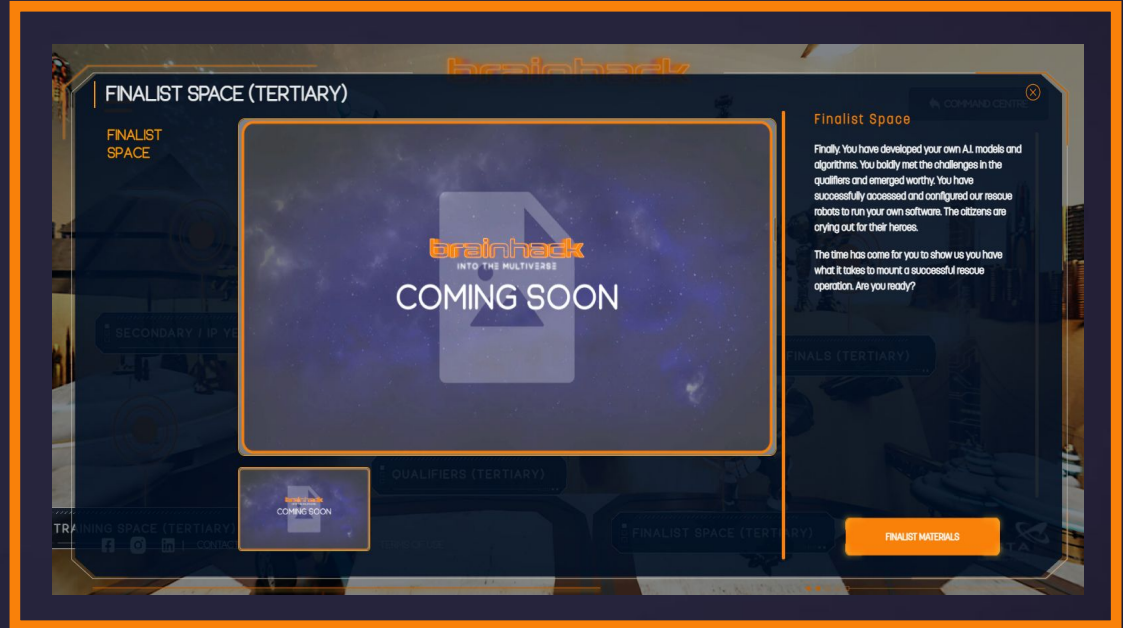 brainhack
FINALIST SPACE (TERTIARY)
COMMAND CENTRE
FINALIST
SPACE
brainhack
INTO THE MULTIVERSE
COMING SOON
Finalist Space
Finally. You have developed your own A.I. models and
algorithms. You boldly met the challenges in the
qualifiers and emerged worthy. You have
successfully accessed and configured our rescue
robots to run your own software. The citizens are
crying out for their heroes.
The time has come for you to show us you have
what it takes to mount a successful rescue
operation. Are you ready?
SECONDARY / IP YE
FINALS (TERTIARY)
QUALIFIERS (TERTIARY)
COMING SOON
TRAINING SPACE (TERTIARY)
FINALIST SPACE (TERTIARY)
CONTACT
FINALIST MATERIALS